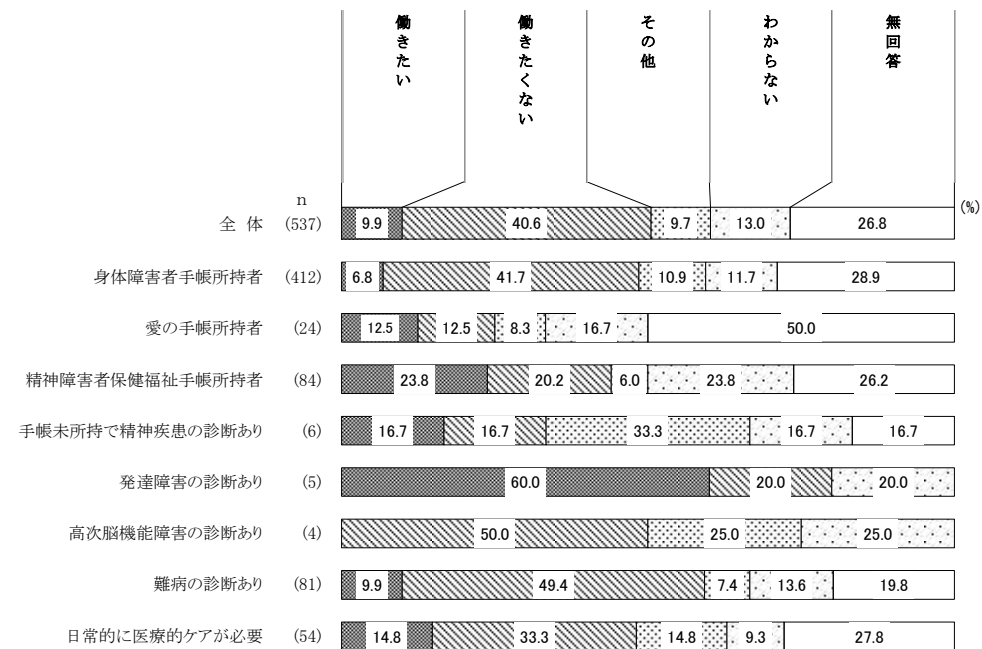 働きたい
働きたくない
その他
わからない
無回答
n
(%)
全 体 (537) 9.9 40.6 9.7 13.0 26.8
身体障害者手帳所持者 (412) 6.8 41.7 10.9 11.7 28.9
愛の手帳所持者 (24) 12.5 12.5 8.3 16.7 50.0
精神障害者保健福祉手帳所持者 (84) 23.8 20.2 6.0 23.8 26.2
手帳未所持で精神疾患の診断あり (6) 16.7 16.7 33.3 16.7 16.7
発達障害の診断あり (5) 60.0 20.0 20.0
高次脳機能障害の診断あり (4) 50.0 25.0 25.0
難病の診断あり (81) 9.9 49.4 7.4 13.6 19.8
日常的に医療的ケアが必要 (54) 14.8 33.3 14.8 9.3 27.8